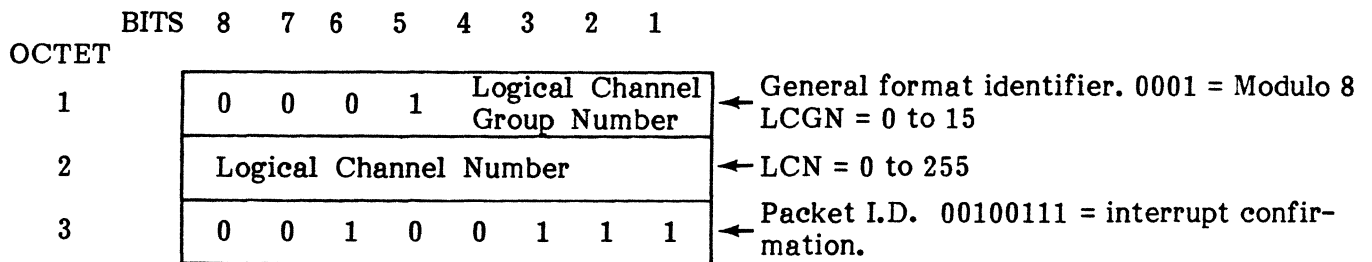 BITS 8 7 6 5 4 3 2 1
OCTET
1 0 0 0 1 Logical Channel Group Number General format identifier. 0001 = Modulo 8
LCGN = 0 to 15
2 Logical Channel Number LCN = 0 to 255
3 0 0 1 0 0 1 1 1 Packet I.D. 00100111 = interrupt confir-
mation.